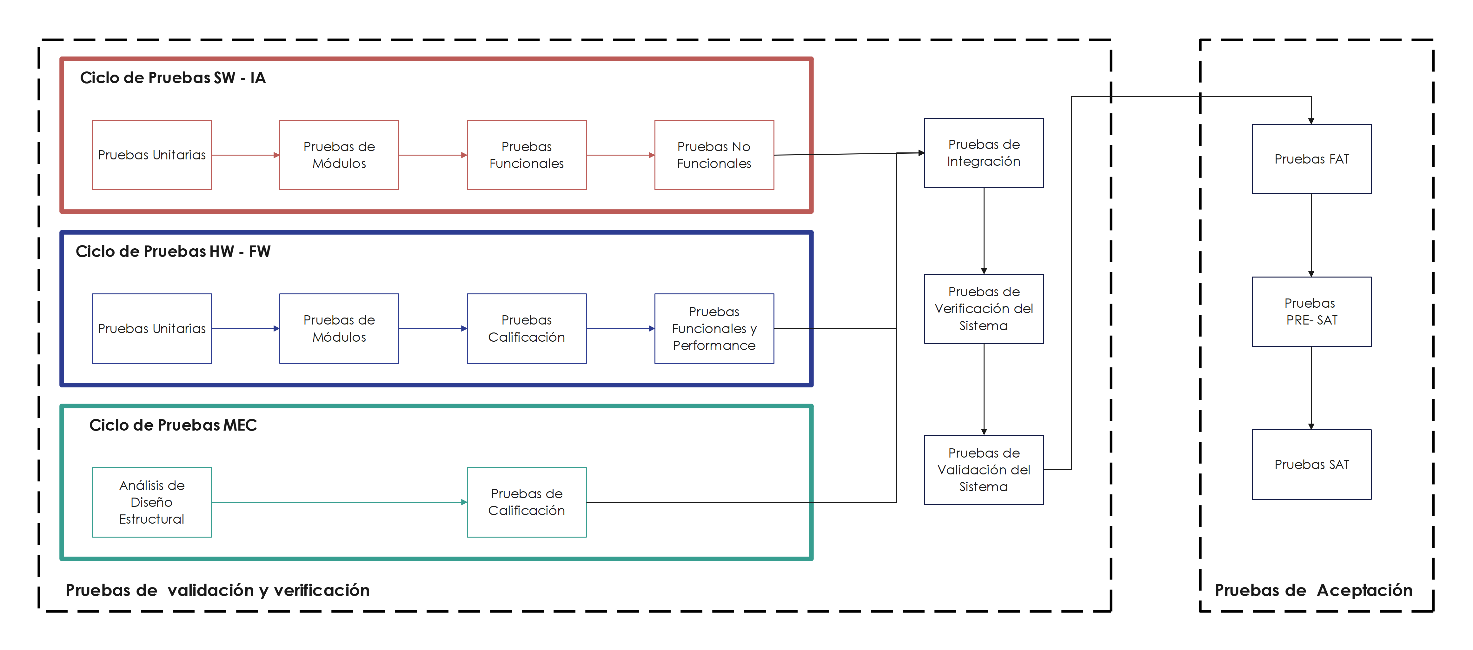 Ciclo de Pruebas SW - IA
Pruebas Unitarias
Pruebas de
Módulos
Pruebas
Funcionales
Pruebas No
Funcionales
Ciclo de Pruebas HW - FW
Pruebas Unitarias
Pruebas de
Módulos
Pruebas
Calificación
Pruebas
Funcionales y
Performance
Ciclo de Pruebas MEC
Análisis de
Diseño
Estructural
Pruebas de
Calificación
Pruebas de
Integración
Pruebas de
Verificación del
Sistema
Pruebas de
Validación del
Sistema
Pruebas de  validación y verificación
Pruebas FAT
Pruebas
PRE- SAT
Pruebas SAT
Pruebas de  Aceptación